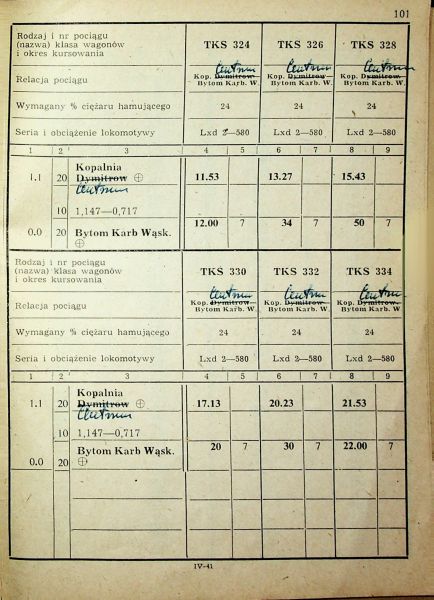 101
Rodzaj i nr pociągu
(nazwa) klasa wagonów
i okres kursowania
TKS 324 TKS 326 TKS 328
Centrum Centrum Centrum
Relacja pociągu
Kop. Dymitrow— Kop. Dymitrow— Kop. Dymitrow—
Bytom Karb. W. Bytom Karb. W. Bytom Karb. W.
Wymagany % ciężaru hamującego 24 24 24
Seria i obciążenie lokomotywy Lxd 2—580 Lxd 2—580 Lxd 2—580
1 2 3 4 5 6 7 8 9
Kopalnia
1.1 20 Dymitrow ⊕ 11.53 13.27 15.43
Centrum
10 1,147—0,717
0.0 20 Bytom Karb Wąsk. 12.00 7 34 7 50 7
⊕
Rodzaj i nr pociągu
(nazwa) klasa wagonów
i okres kursowania
TKS 330 TKS 332 TKS 334
Centrum Centrum Centrum
Relacja pociągu
Kop. Dymitrow— Kop. Dymitrow— Kop. Dymitrow—
Bytom Karb W. Bytom Karb. W. Bytom Karb. W.
Wymagany % ciężaru hamującego 24 24 24
Seria i obciążenie lokomotywy Lxd 2—580 Lxd 2—580 Lxd 2—580
1 2 3 4 5 6 7 8 9
Kopalnia
1.1 20 Dymitrow ⊕ 17.13 20.23 21.53
Centrum
10 1,147—0,717
Bytom Karb Wąsk. 20 7 30 7 22.00 7
0.0 20 ⊕
IV-41